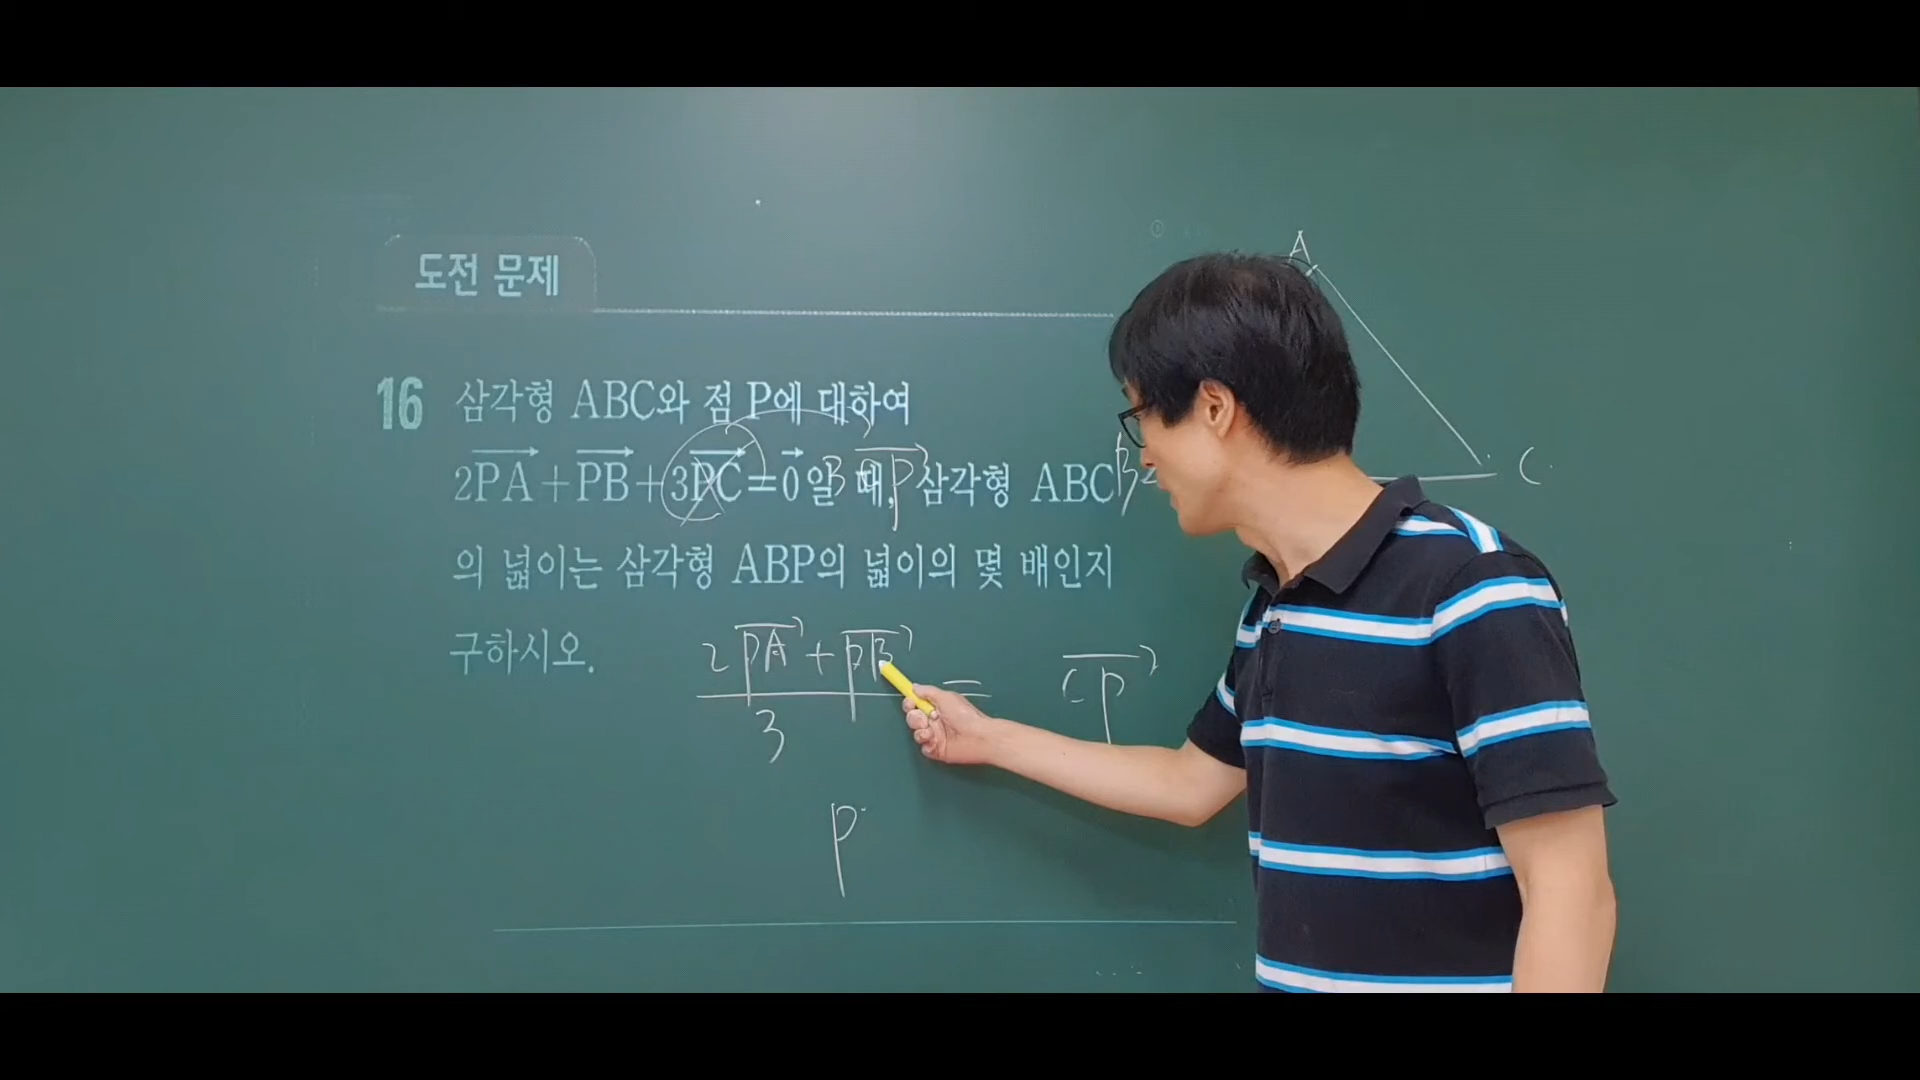 도전 문제
A
16 삼각형 ABC와 점 P에 대하여
2PA+PB+3PC=0일 때, 삼각형 ABC
3CP
B
C
의 넓이는 삼각형 ABP의 넓이의 몇 배인지
구하시오.
2PA + PB
3
=
CP
P